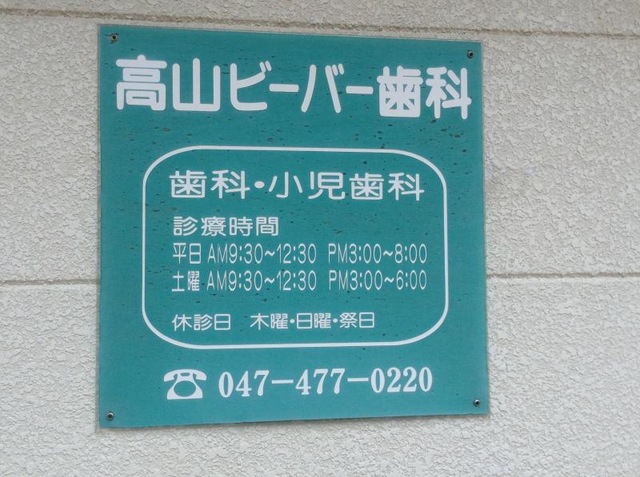 高山ビーバー歯科
歯科・小児歯科
診療時間
平日 AM9:30〜12:30 PM3:00〜8:00
土曜 AM9:30〜12:30 PM3:00〜6:00
休診日 木曜・日曜・祭日
☎ 047-477-0220